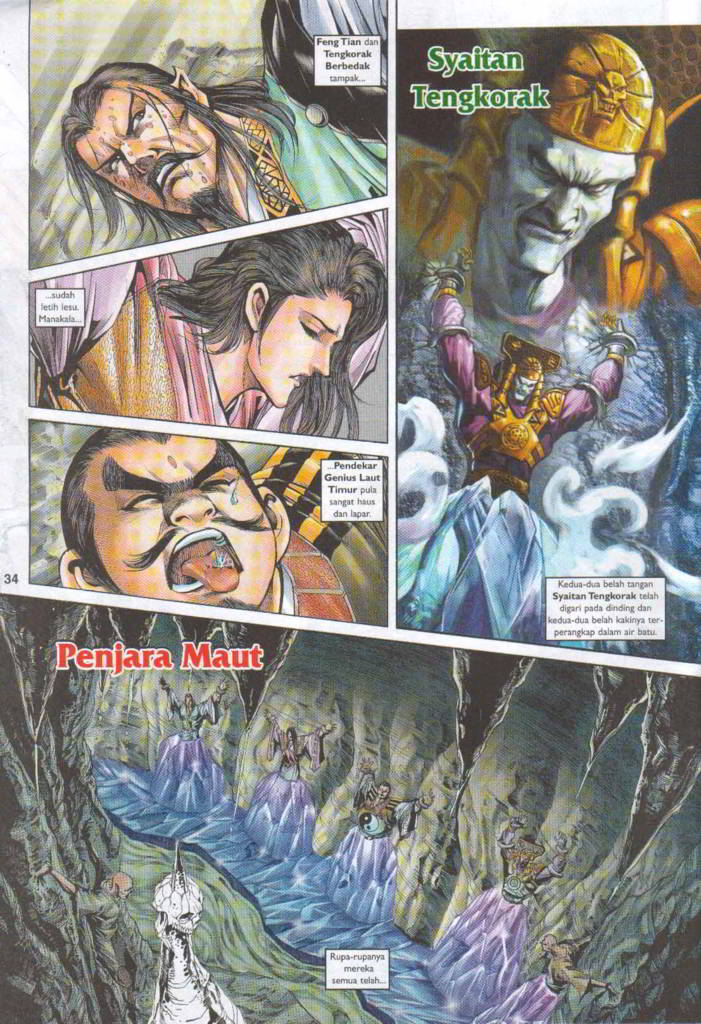 Feng Tian dan
Tengkorak
Berbedak
tampak...
...sudah
letih lesu.
Manakala...
...Pendekar
Genius Laut
Timur pula
sangat haus
dan lapar.
34
Syaitan
Tengkorak
Kedua-dua belah tangan
Syaitan Tengkorak telah
digari pada dinding dan
kedua-dua belah kakinya ter-
perangkap dalam air batu.
Penjara Maut
Rupa-rupanya
mereka
semua telah...